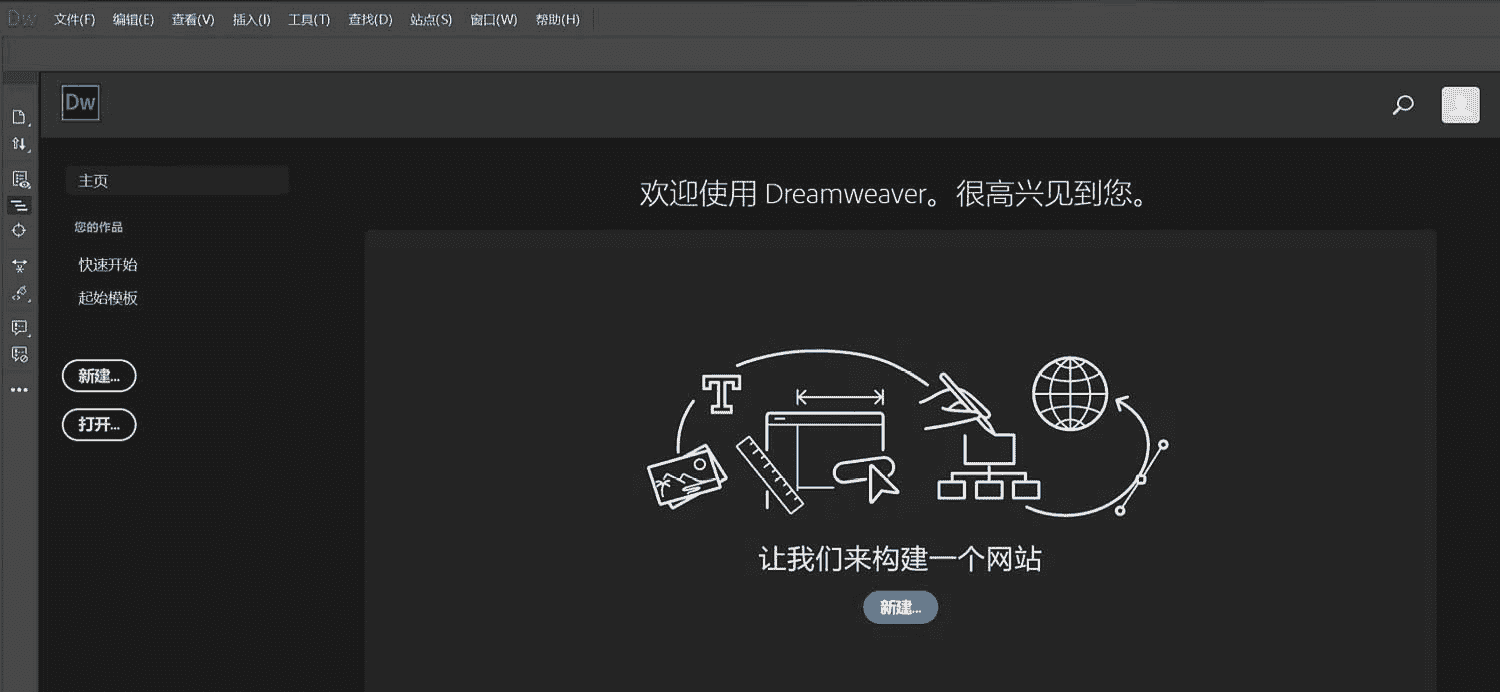 Dw 文件(F) 编辑(E) 查看(V) 插入(I) 工具(T) 查找(D) 站点(S) 窗口(W) 帮助(H)
Dw
主页
您的作品
快速开始
起始模板
新建...
打开...
欢迎使用 Dreamweaver。很高兴见到您。
T
让我们来构建一个网站
新建...